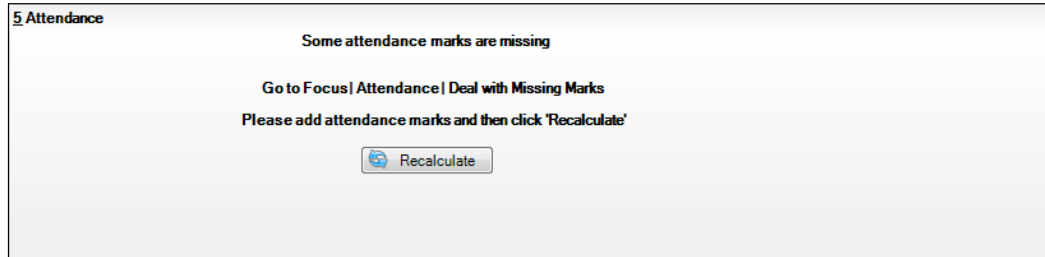 5 Attendance
Some attendance marks are missing
Go to Focus| Attendance| Deal with Missing Marks
Please add attendance marks and then click 'Recalculate'
Recalculate